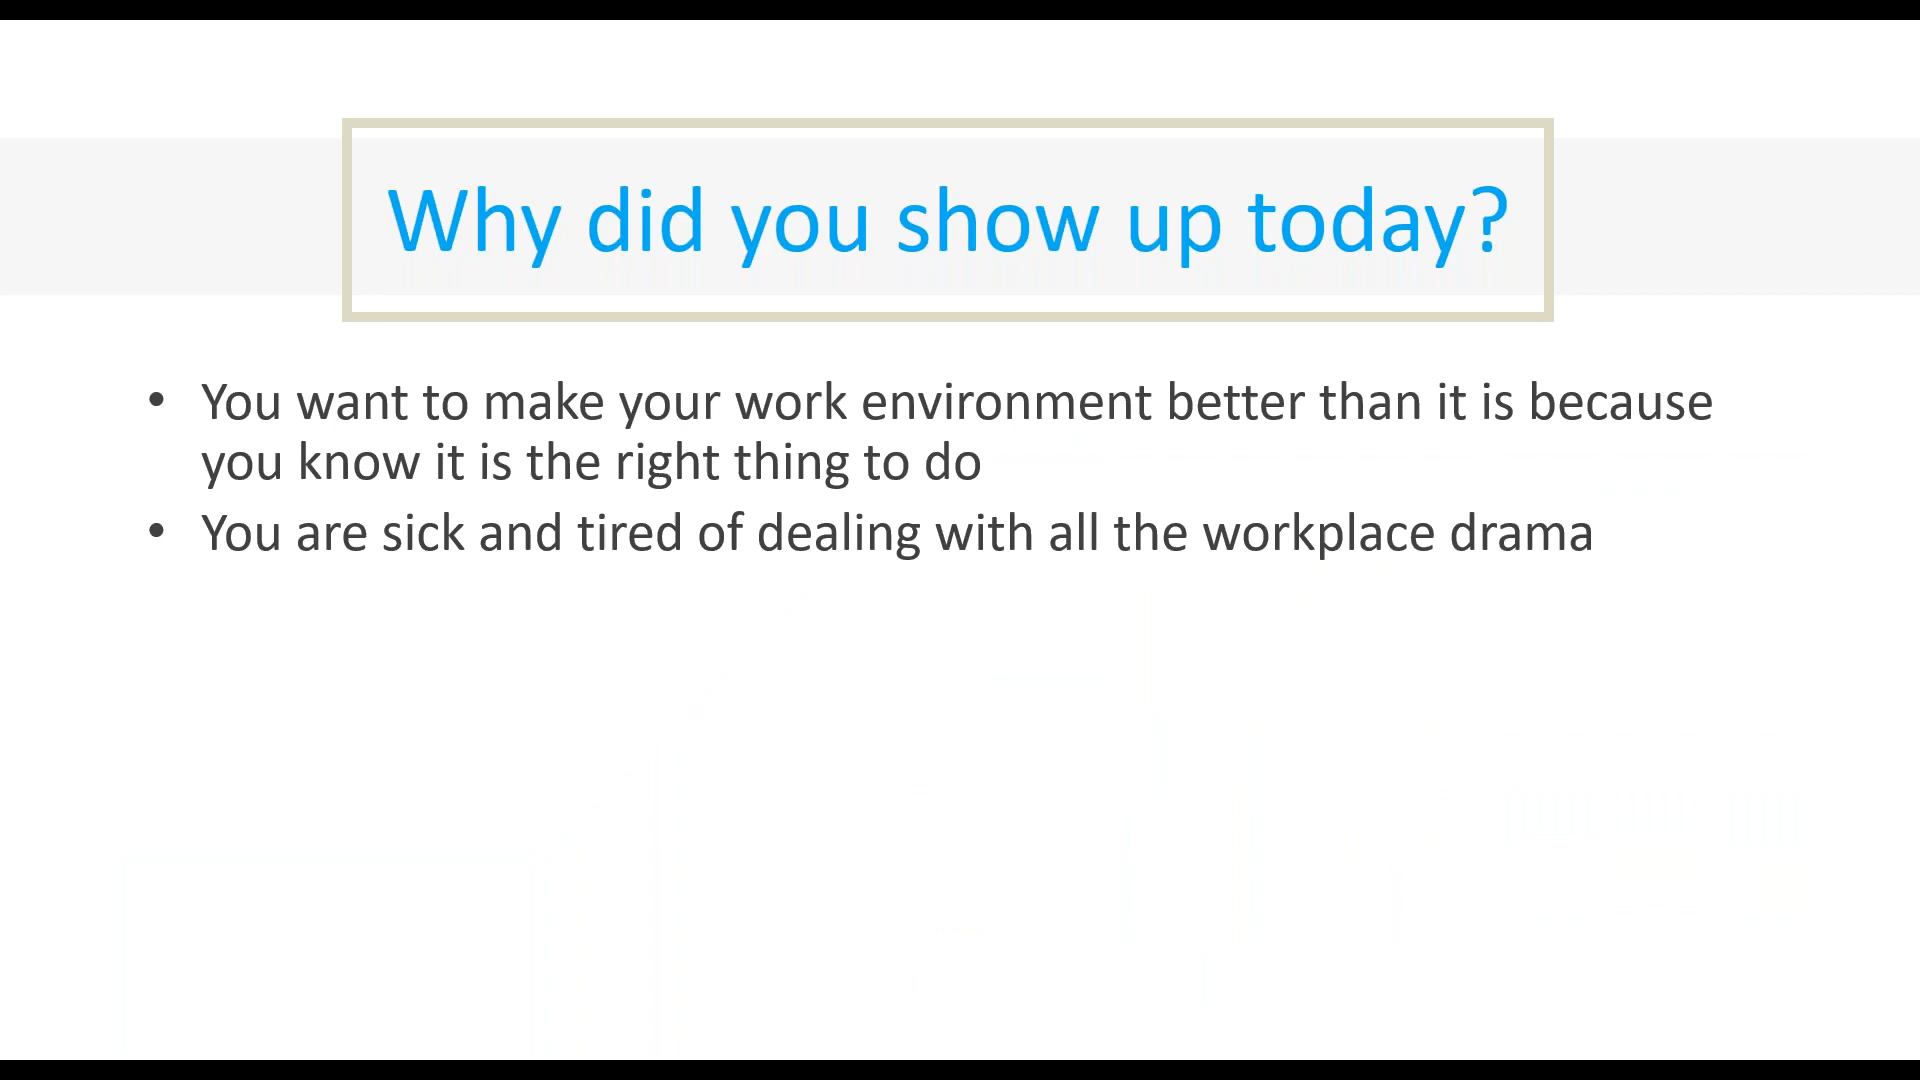 Why did you show up today?
• You want to make your work environment better than it is because
you know it is the right thing to do
• You are sick and tired of dealing with all the workplace drama